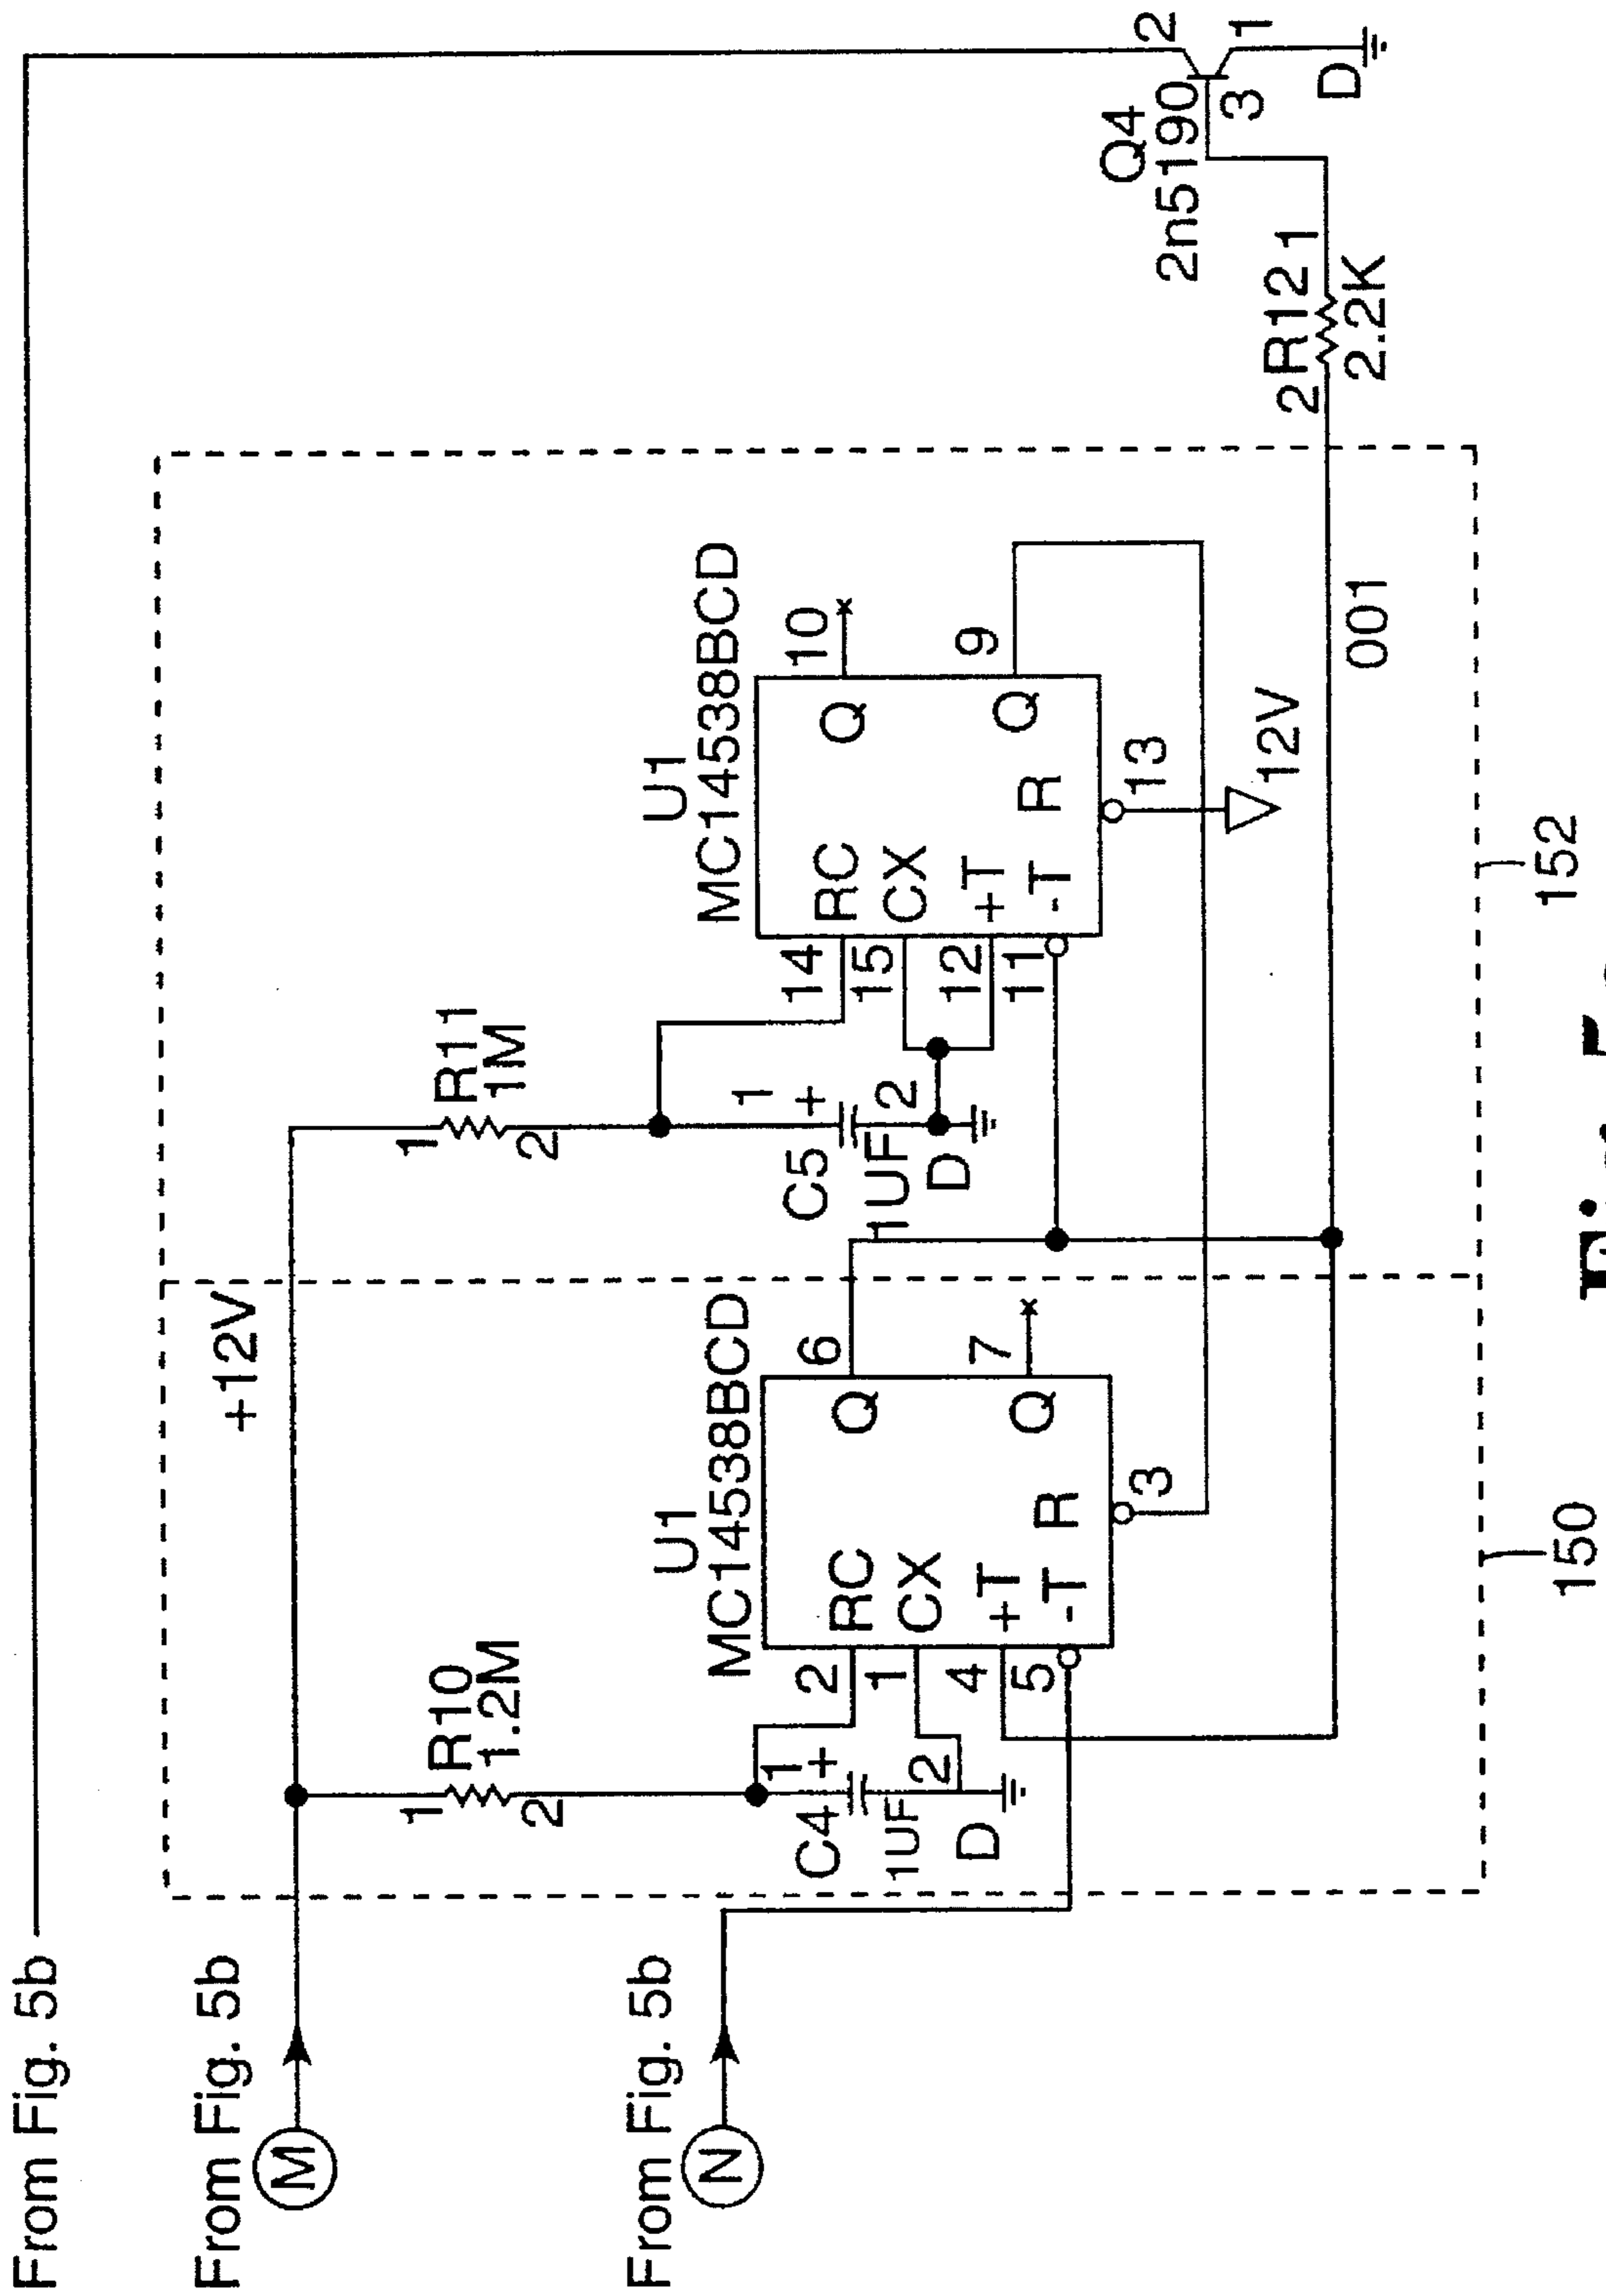 From Fig. 5b
From Fig. 5b
M
+12V
R10
1.2M
1
2
R11
1M
1
2
From Fig. 5b
N
U1
MC14538BCD
2
RC
1
CX
4
+T
5
-T
R
3
Q
6
Q
7
1
+
C4
1UF
2
D
U1
MC14538BCD
14
RC
15
CX
12
+T
11
-T
R
13
12V
Q
10
Q
9
1
+
C5
1UF
2
D
001
2
R12
1
2.2K
Q4
2n5190
2
3
1
D
150
152